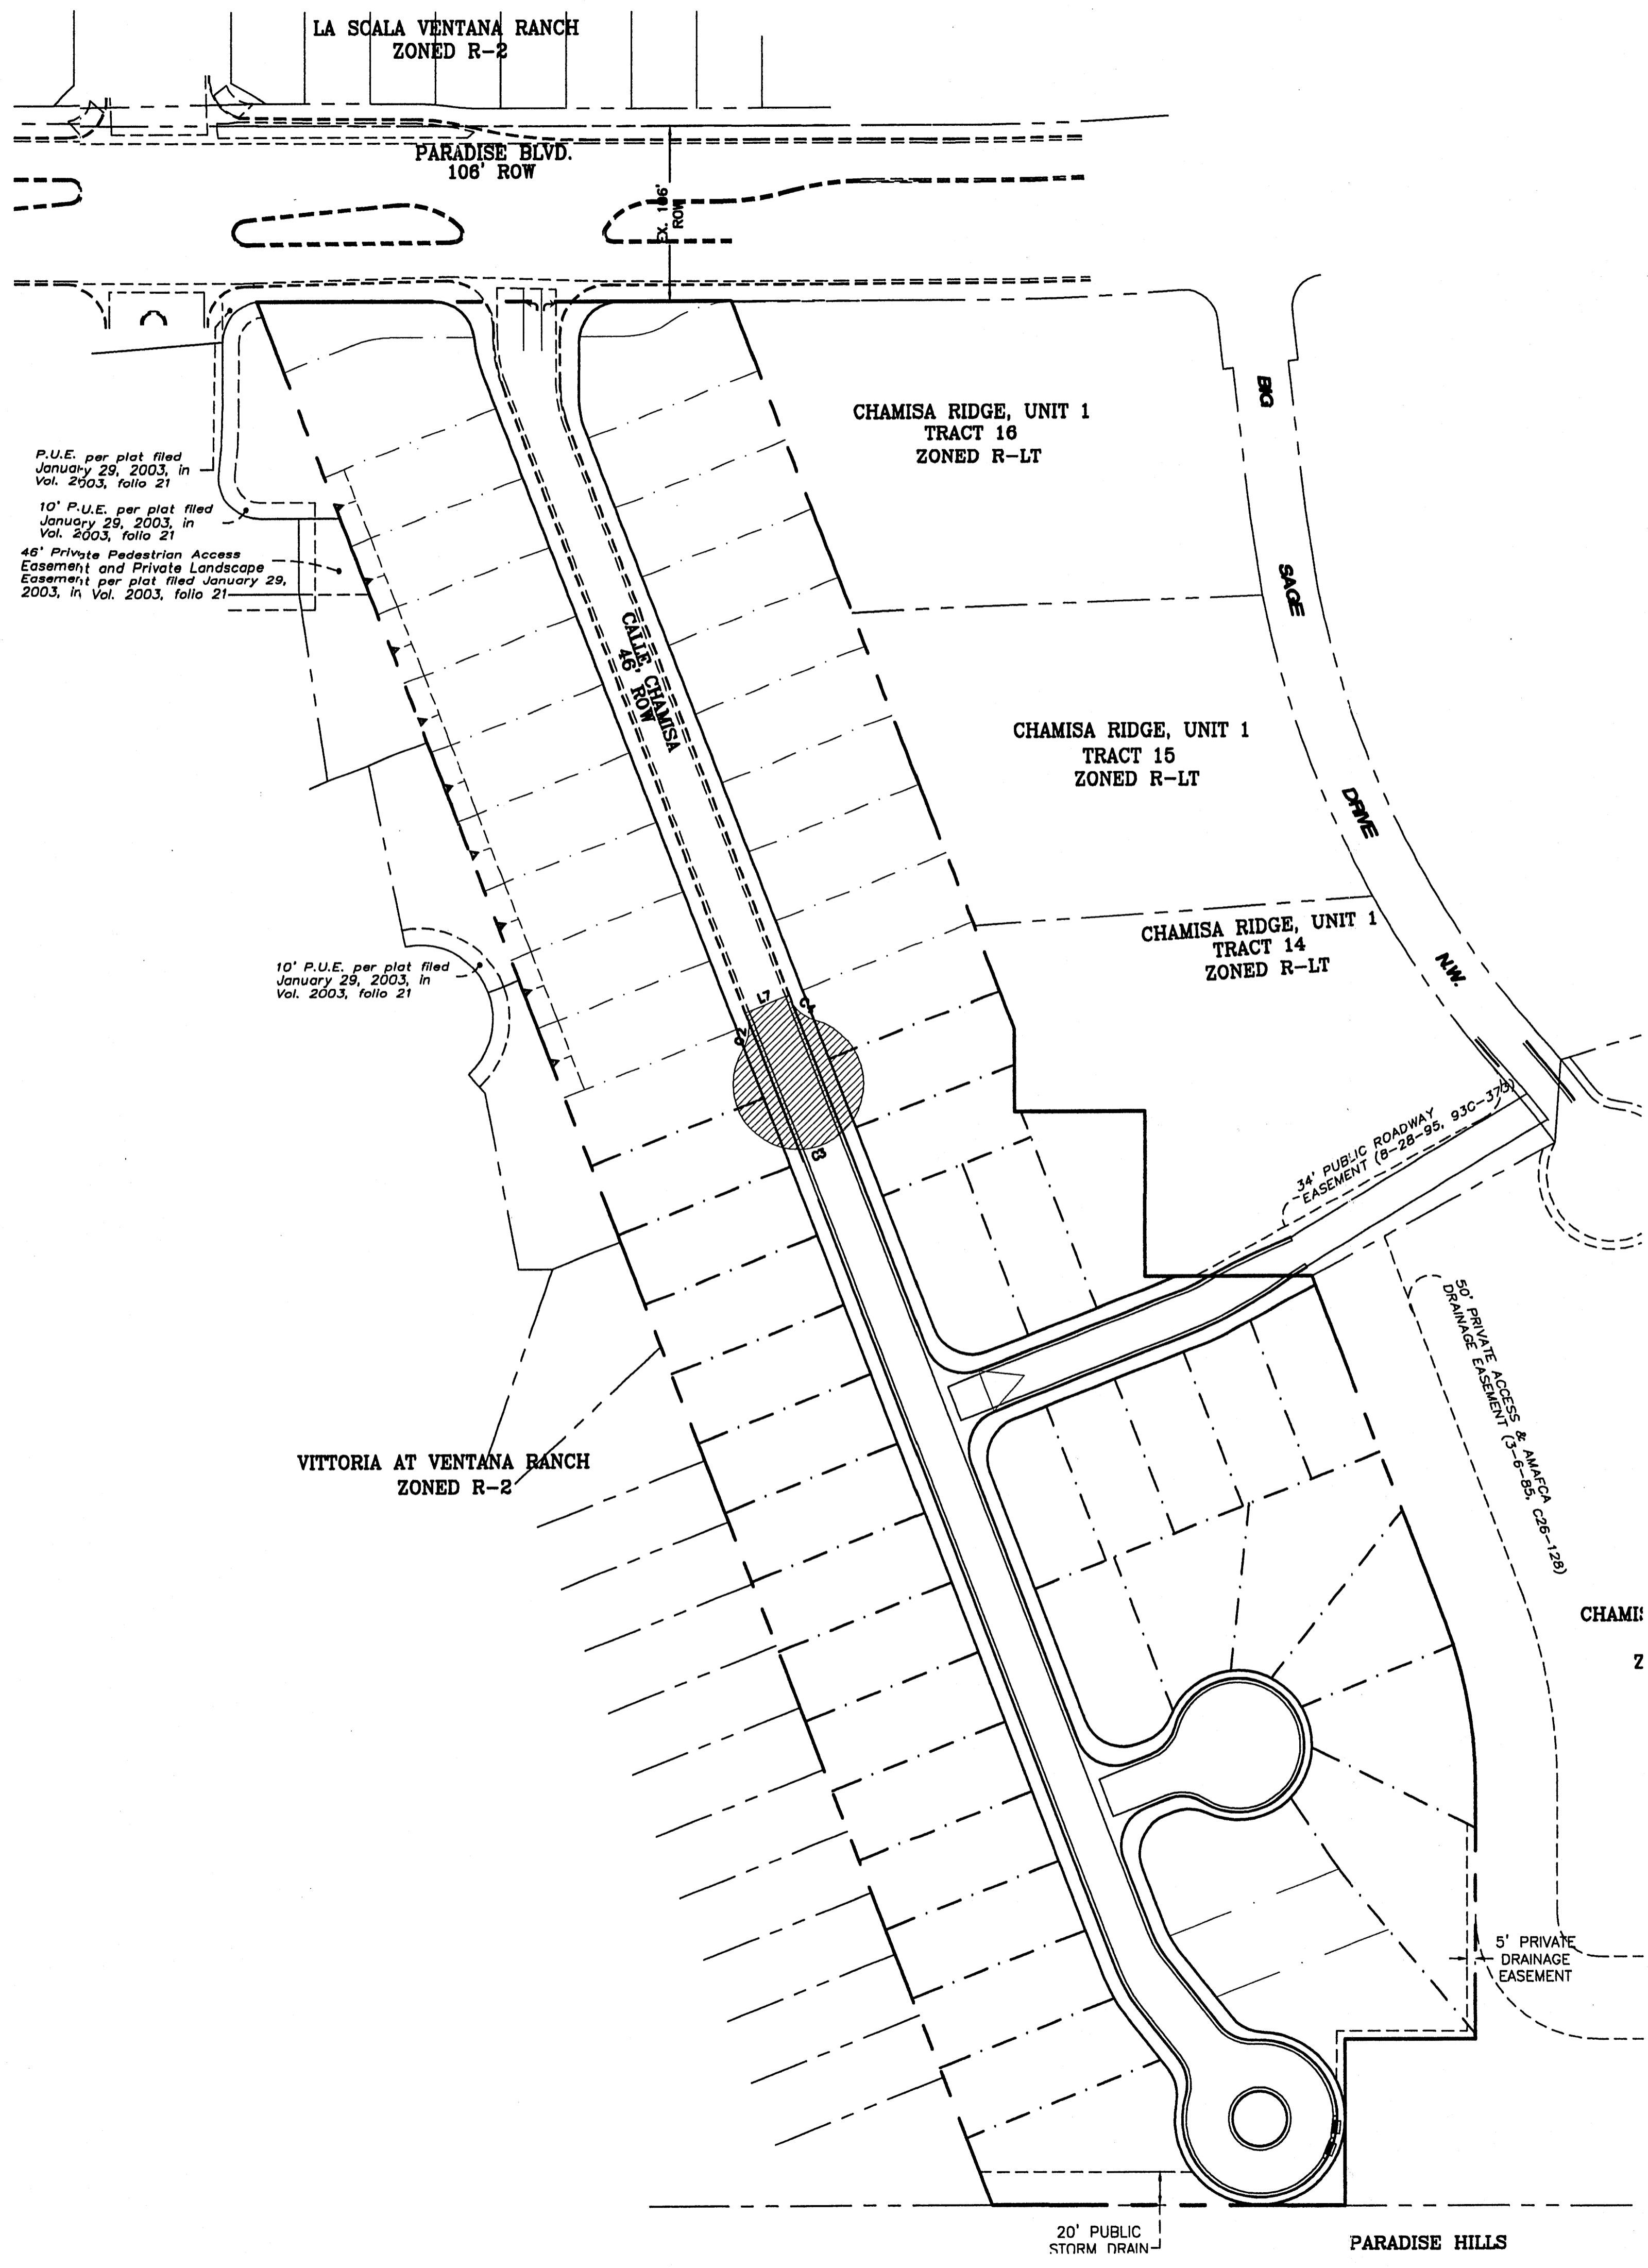 LA SCALA VENTANA RANCH
ZONED R-2
PARADISE BLVD.
106' ROW
EX. 106'
ROW
BIG
SAGE
DRIVE
N.W.
CHAMISA RIDGE, UNIT 1
TRACT 16
ZONED R-LT
P.U.E. per plat filed
January 29, 2003, in
Vol. 2003, folio 21
10' P.U.E. per plat filed
January 29, 2003, in
Vol. 2003, folio 21
46' Private Pedestrian Access
Easement and Private Landscape
Easement per plat filed January 29,
2003, in Vol. 2003, folio 21
CALLE CHAMISA
46' ROW
CHAMISA RIDGE, UNIT 1
TRACT 15
ZONED R-LT
CHAMISA RIDGE, UNIT 1
TRACT 14
ZONED R-LT
10' P.U.E. per plat filed
January 29, 2003, in
Vol. 2003, folio 21
L7
C2
C3
34' PUBLIC ROADWAY
EASEMENT (8-28-95, 93C-373)
50' PRIVATE ACCESS & AMAFCA
DRAINAGE EASEMENT (3-6-85, C26-128)
VITTORIA AT VENTANA RANCH
ZONED R-2
CHAMIS
Z
5' PRIVATE
DRAINAGE
EASEMENT
20' PUBLIC
STORM DRAIN
PARADISE HILLS